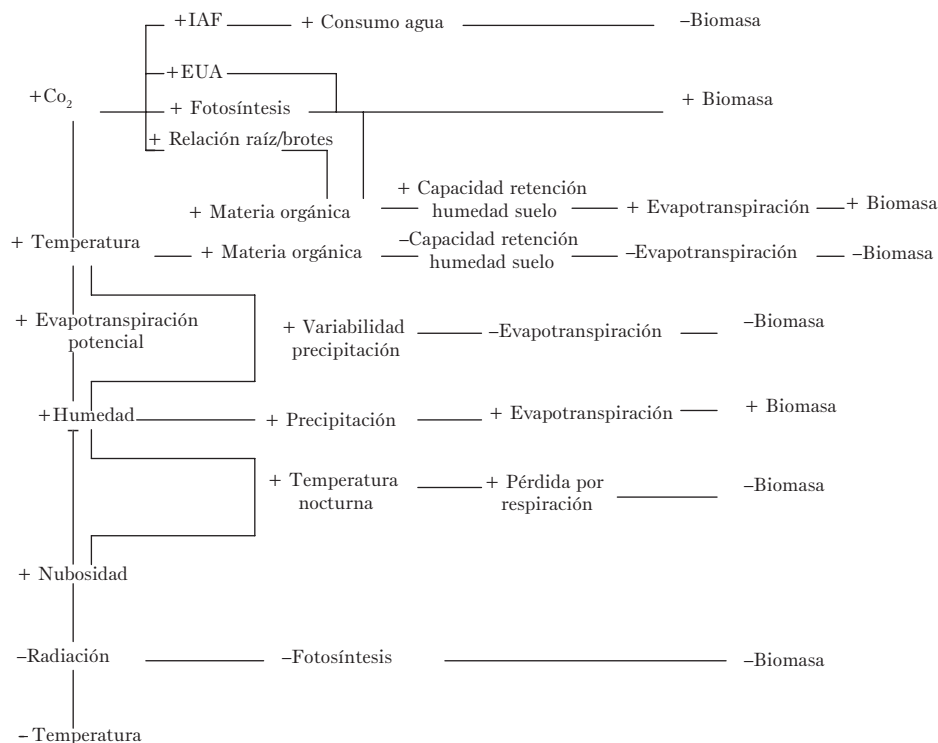 +IAF + Consumo agua –Biomasa
+EUA
+Co₂ + Fotosíntesis + Biomasa
+ Relación raíz/brotes
+ Materia orgánica + Capacidad retención humedad suelo + Evapotranspiración + Biomasa
+ Temperatura + Materia orgánica –Capacidad retención humedad suelo –Evapotranspiración –Biomasa
+ Evapotranspiración potencial + Variabilidad precipitación –Evapotranspiración –Biomasa
+Humedad + Precipitación + Evapotranspiración + Biomasa
+ Temperatura nocturna + Pérdida por respiración –Biomasa
+ Nubosidad
–Radiación –Fotosíntesis –Biomasa
– Temperatura